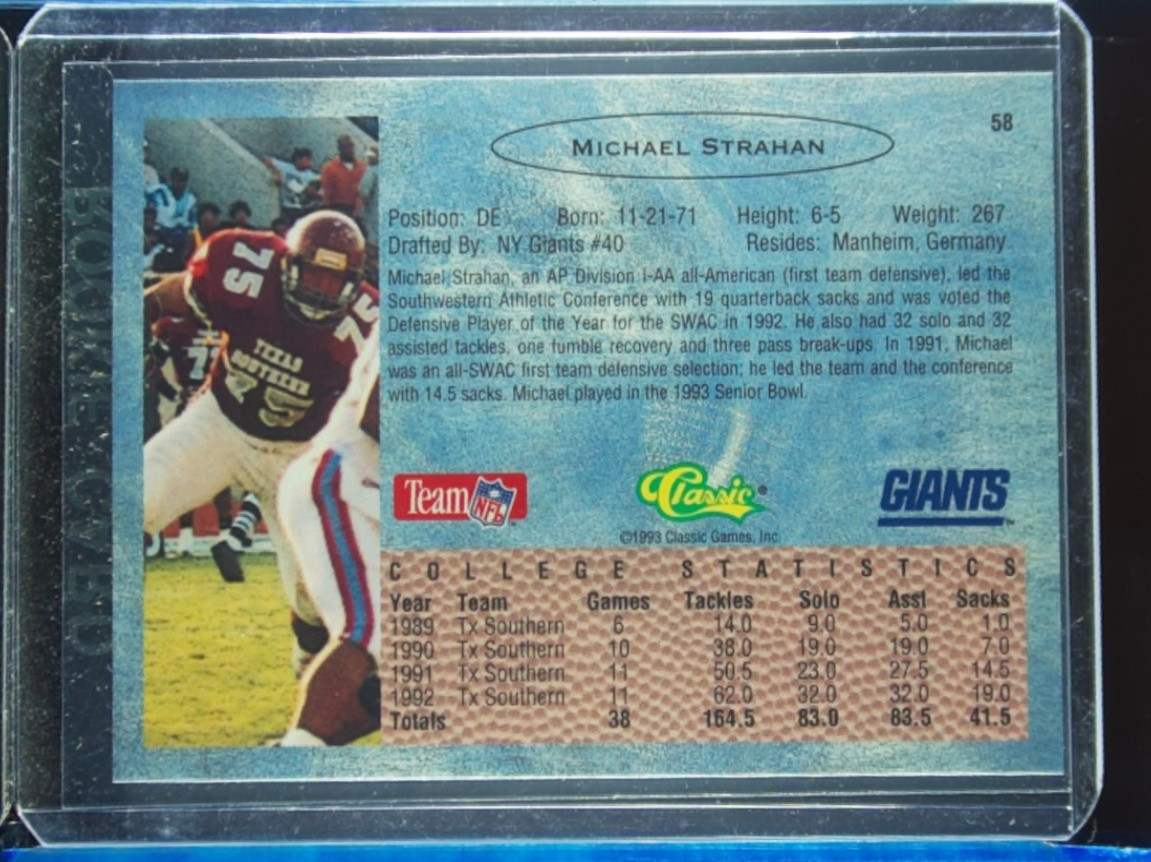 58
MICHAEL STRAHAN
Position: DE Born: 11-21-71 Height: 6-5 Weight: 267
Drafted By: NY Giants #40 Resides: Manheim, Germany
Michael Strahan, an AP Division I-AA all-American (first team defensive), led the
Southwestern Athletic Conference with 19 quarterback sacks and was voted the
Defensive Player of the Year for the SWAC in 1992. He also had 32 solo and 32
assisted tackles, one fumble recovery and three pass break-ups. In 1991, Michael
was an all-SWAC first team defensive selection; he led the team and the conference
with 14.5 sacks. Michael played in the 1993 Senior Bowl.
75
75
TEXAS
SOUTHERN
75
Team NFL
Classic®
GIANTS™
©1993 Classic Games, Inc.
COLLEGE STATISTICS
Year Team Games Tackles Solo Asst Sacks
1989 Tx Southern 6 14.0 9.0 5.0 1.0
1990 Tx Southern 10 38.0 19.0 19.0 7.0
1991 Tx Southern 11 50.5 23.0 27.5 14.5
1992 Tx Southern 11 62.0 32.0 32.0 19.0
Totals 38 164.5 83.0 83.5 41.5